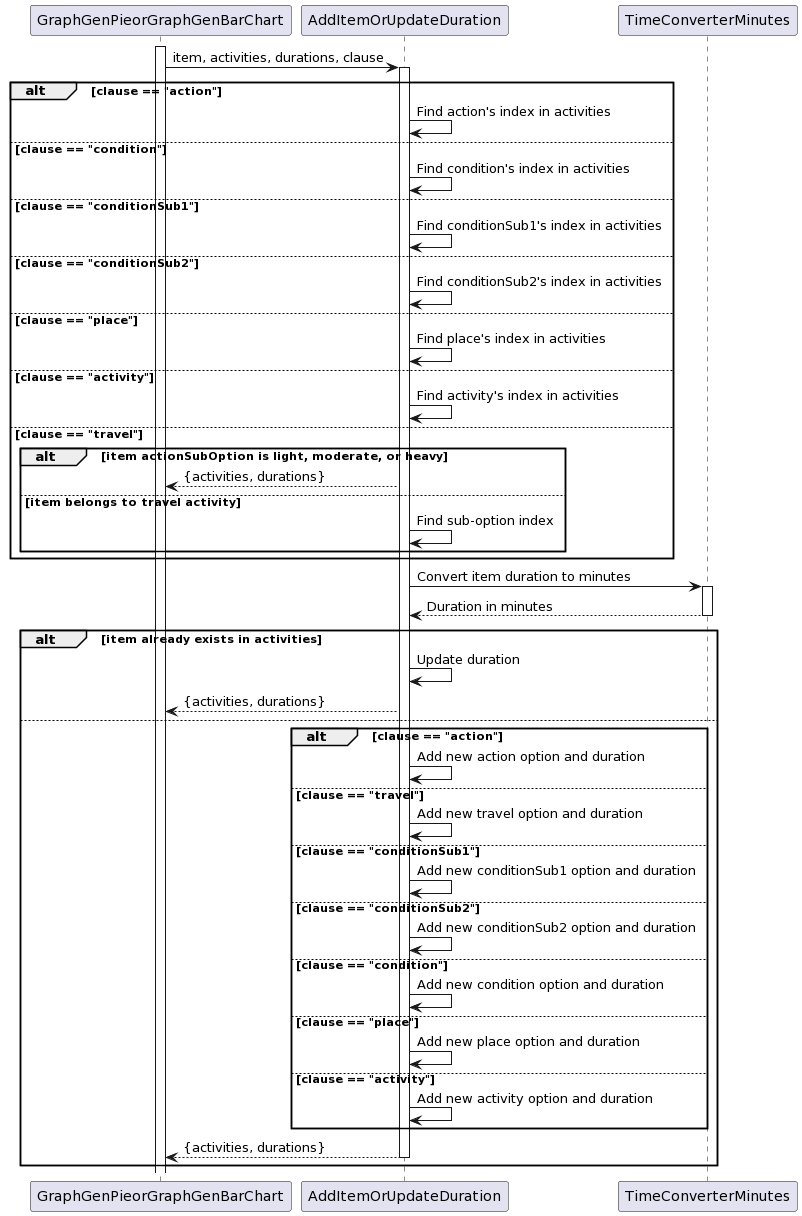 GraphGenPieorGraphGenBarChart AddItemOrUpdateDuration TimeConverterMinutes
item, activities, durations, clause
alt [clause == "action"]
Find action's index in activities
[clause == "condition"]
Find condition's index in activities
[clause == "conditionSub1"]
Find conditionSub1's index in activities
[clause == "conditionSub2"]
Find conditionSub2's index in activities
[clause == "place"]
Find place's index in activities
[clause == "activity"]
Find activity's index in activities
[clause == "travel"]
alt [item actionSubOption is light, moderate, or heavy]
{activities, durations}
[item belongs to travel activity]
Find sub-option index
Convert item duration to minutes
Duration in minutes
alt [item already exists in activities]
Update duration
{activities, durations}
alt [clause == "action"]
Add new action option and duration
[clause == "travel"]
Add new travel option and duration
[clause == "conditionSub1"]
Add new conditionSub1 option and duration
[clause == "conditionSub2"]
Add new conditionSub2 option and duration
[clause == "condition"]
Add new condition option and duration
[clause == "place"]
Add new place option and duration
[clause == "activity"]
Add new activity option and duration
{activities, durations}
GraphGenPieorGraphGenBarChart AddItemOrUpdateDuration TimeConverterMinutes